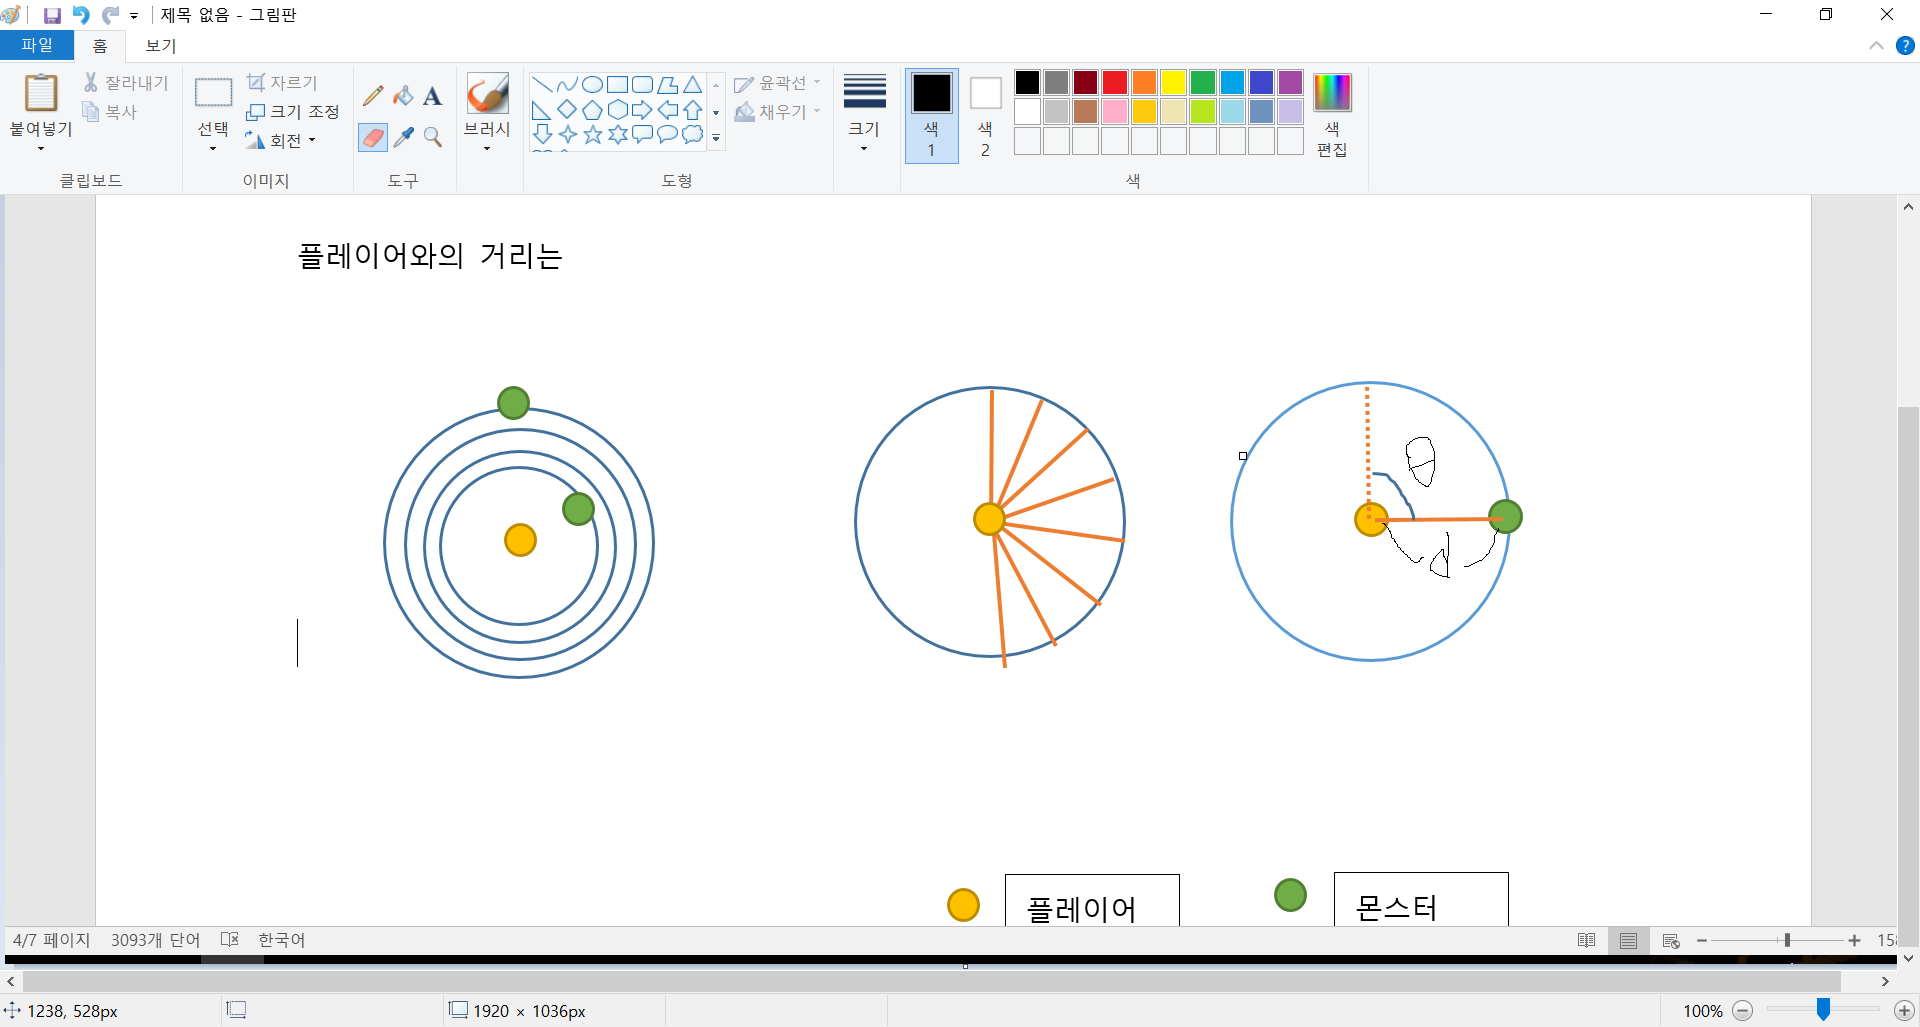 제목 없음 - 그림판
파일 홈 보기
붙여넣기
잘라내기
복사
클립보드
선택
자르기
크기 조정
회전
이미지
A
도구
브러시
윤곽선
채우기
도형
크기
색
1
색
2
색
편집
색
플레이어와의 거리는
θ
d
플레이어
몬스터
4/7 페이지 3093개 단어 한국어
15
1238, 528px
1920 × 1036px
100%